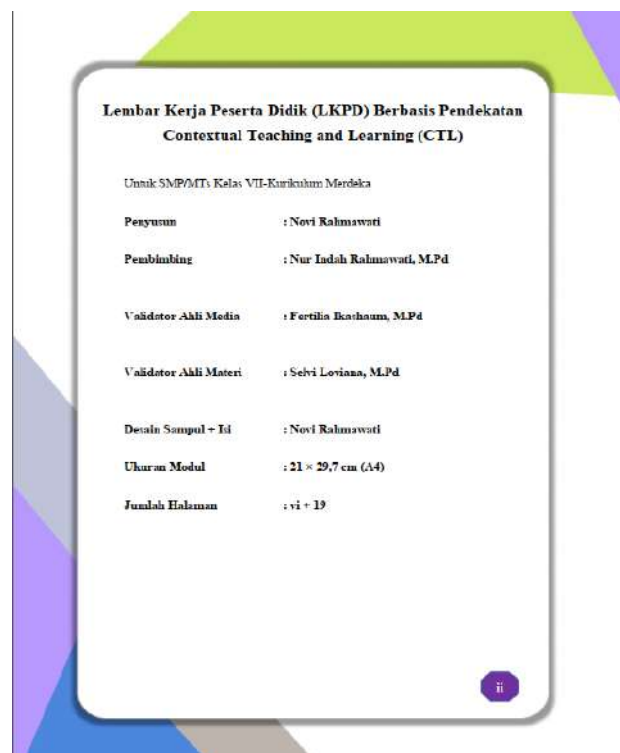 Lembar Kerja Peserta Didik (LKPD) Berbasis Pendekatan
Contextual Teaching and Learning (CTL)
Untuk SMP/MTs Kelas VII-Kurikulum Merdeka
Penyusun : Novi Rahmawati
Pembimbing : Nur Indah Rahmawati, M.Pd
Validator Ahli Media : Fertilia Ikashaum, M.Pd
Validator Ahli Materi : Selvi Loviana, M.Pd
Desain Sampul + Isi : Novi Rahmawati
Ukuran Modul : 21 × 29,7 cm (A4)
Jumlah Halaman : vi + 19
ii